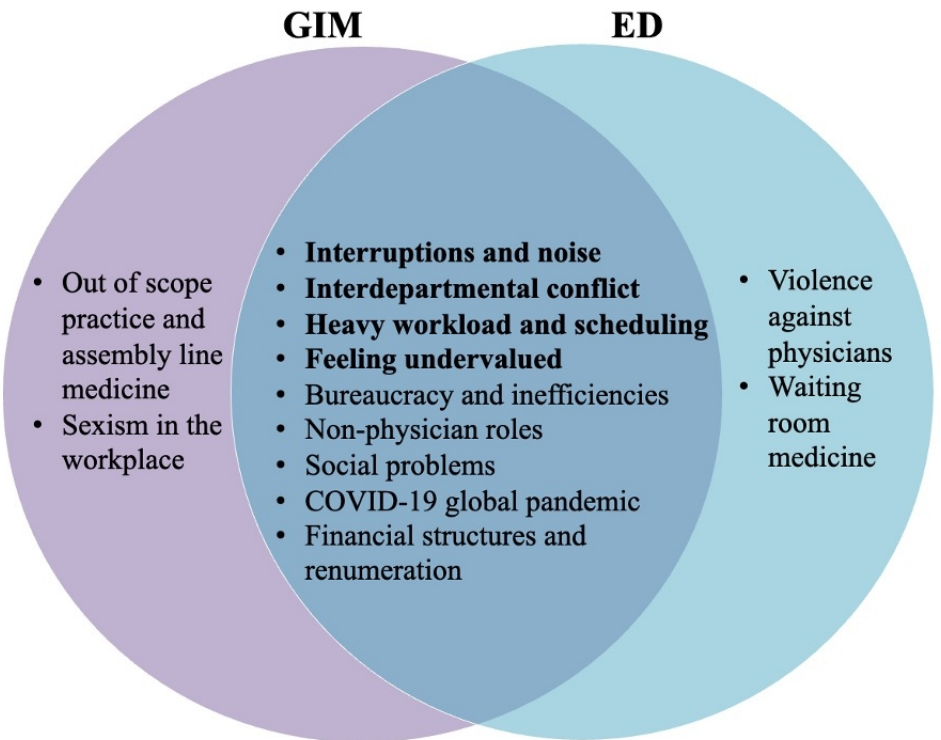 GIM
ED
• Out of scope
practice and
assembly line
medicine
• Sexism in the
workplace
• Interruptions and noise
• Interdepartmental conflict
• Heavy workload and scheduling
• Feeling undervalued
• Bureaucracy and inefficiencies
• Non-physician roles
• Social problems
• COVID-19 global pandemic
• Financial structures and
renumeration
• Violence
against
physicians
• Waiting
room
medicine